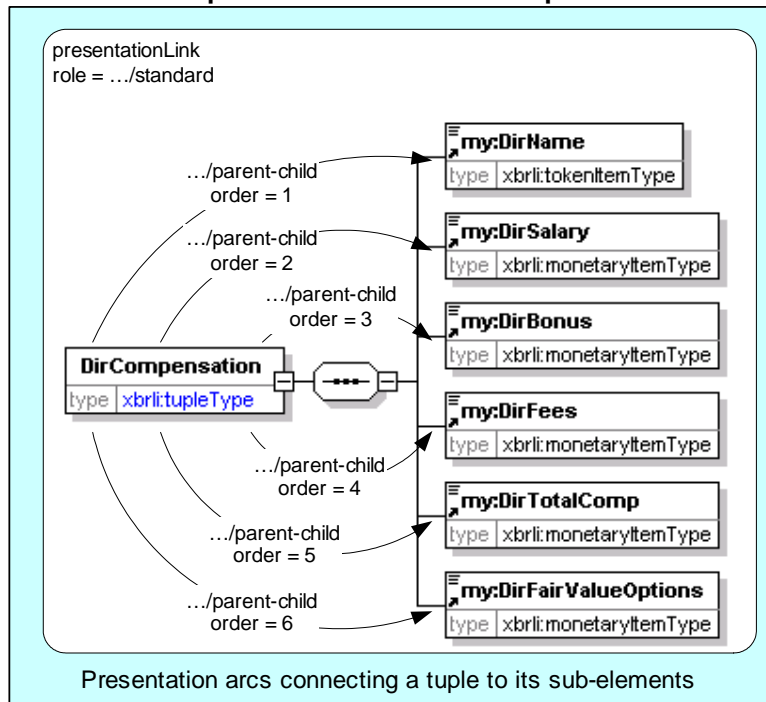 presentationLink
role = …/standard
my:DirName
type xbrli:tokenItemType
…/parent-child
order = 1
my:DirSalary
type xbrli:monetaryItemType
…/parent-child
order = 2
…/parent-child
order = 3
my:DirBonus
type xbrli:monetaryItemType
DirCompensation
type xbrli:tupleType
my:DirFees
type xbrli:monetaryItemType
…/parent-child
order = 4
my:DirTotalComp
type xbrli:monetaryItemType
…/parent-child
order = 5
my:DirFairValueOptions
type xbrli:monetaryItemType
…/parent-child
order = 6
Presentation arcs connecting a tuple to its sub-elements